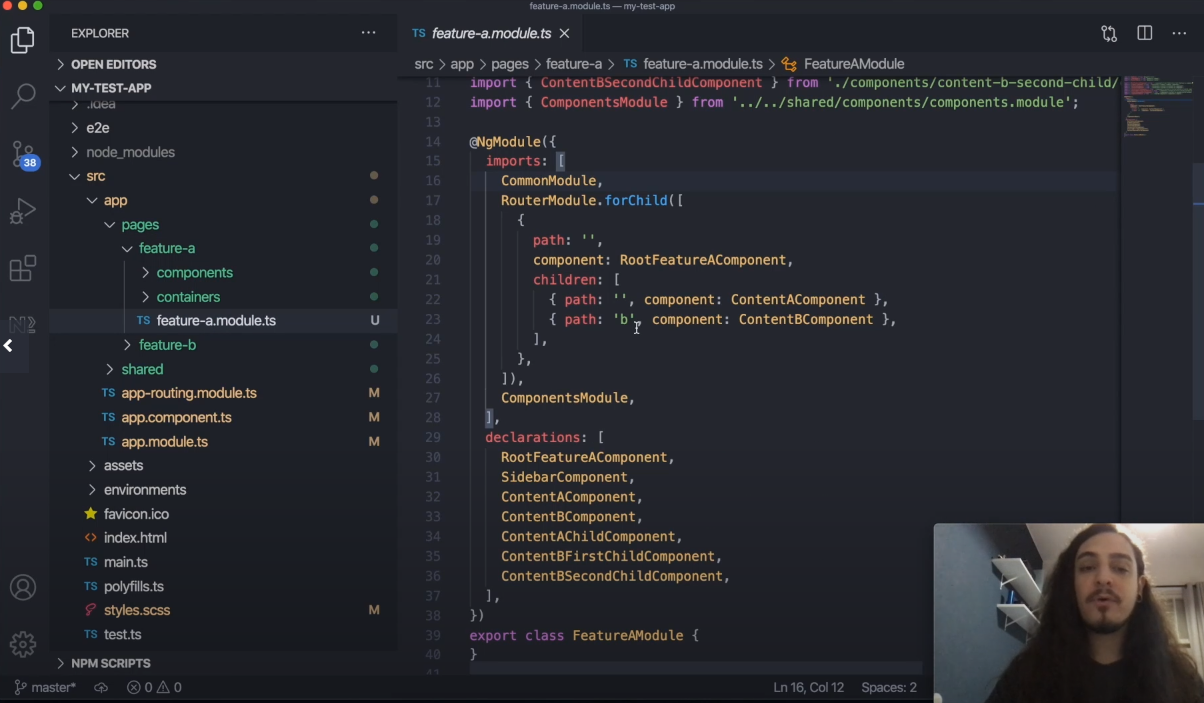 feature-a.module.ts — my-test-app
EXPLORER
OPEN EDITORS
MY-TEST-APP
.idea
e2e
node_modules
src
app
pages
feature-a
components
containers
TS feature-a.module.ts U
feature-b
shared
TS app-routing.module.ts M
TS app.component.ts M
TS app.module.ts M
assets
environments
favicon.ico
<> index.html
TS main.ts
TS polyfills.ts
styles.scss M
TS test.ts
NPM SCRIPTS
38
TS feature-a.module.ts
src > app > pages > feature-a > TS feature-a.module.ts > FeatureAModule
11 import { ContentBSecondChildComponent } from './components/content-b-second-child/
12 import { ComponentsModule } from '../../shared/components/components.module';
13
14 @NgModule({
15 imports: [
16 CommonModule,
17 RouterModule.forChild([
18 {
19 path: '',
20 component: RootFeatureAComponent,
21 children: [
22 { path: '', component: ContentAComponent },
23 { path: 'b', component: ContentBComponent },
24 ],
25 },
26 ]),
27 ComponentsModule,
28 ],
29 declarations: [
30 RootFeatureAComponent,
31 SidebarComponent,
32 ContentAComponent,
33 ContentBComponent,
34 ContentAChildComponent,
35 ContentBFirstChildComponent,
36 ContentBSecondChildComponent,
37 ],
38 })
39 export class FeatureAModule {
40 }
41
master* 0 0
Ln 16, Col 12 Spaces: 2